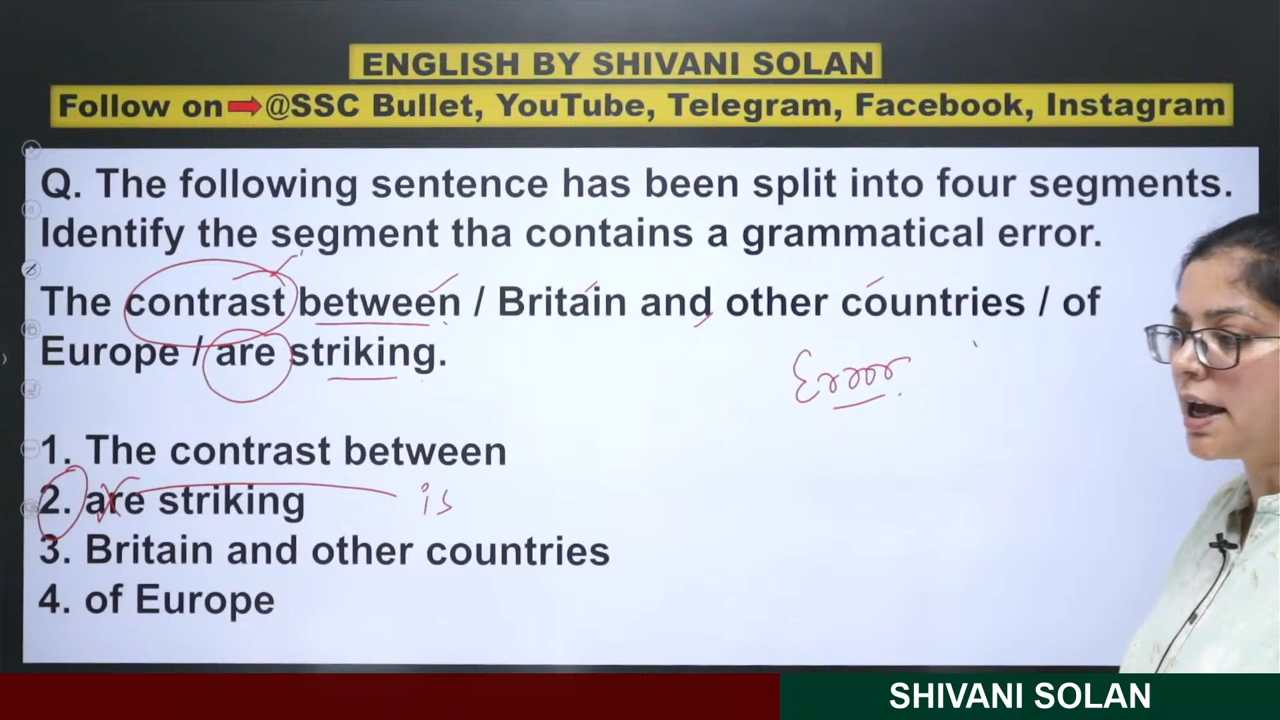 ENGLISH BY SHIVANI SOLAN
Follow on @SSC Bullet, YouTube, Telegram, Facebook, Instagram
Q. The following sentence has been split into four segments.
Identify the segment tha contains a grammatical error.
The contrast between / Britain and other countries / of
Europe / are striking.
Error
1. The contrast between
2. are striking is
3. Britain and other countries
4. of Europe
SHIVANI SOLAN